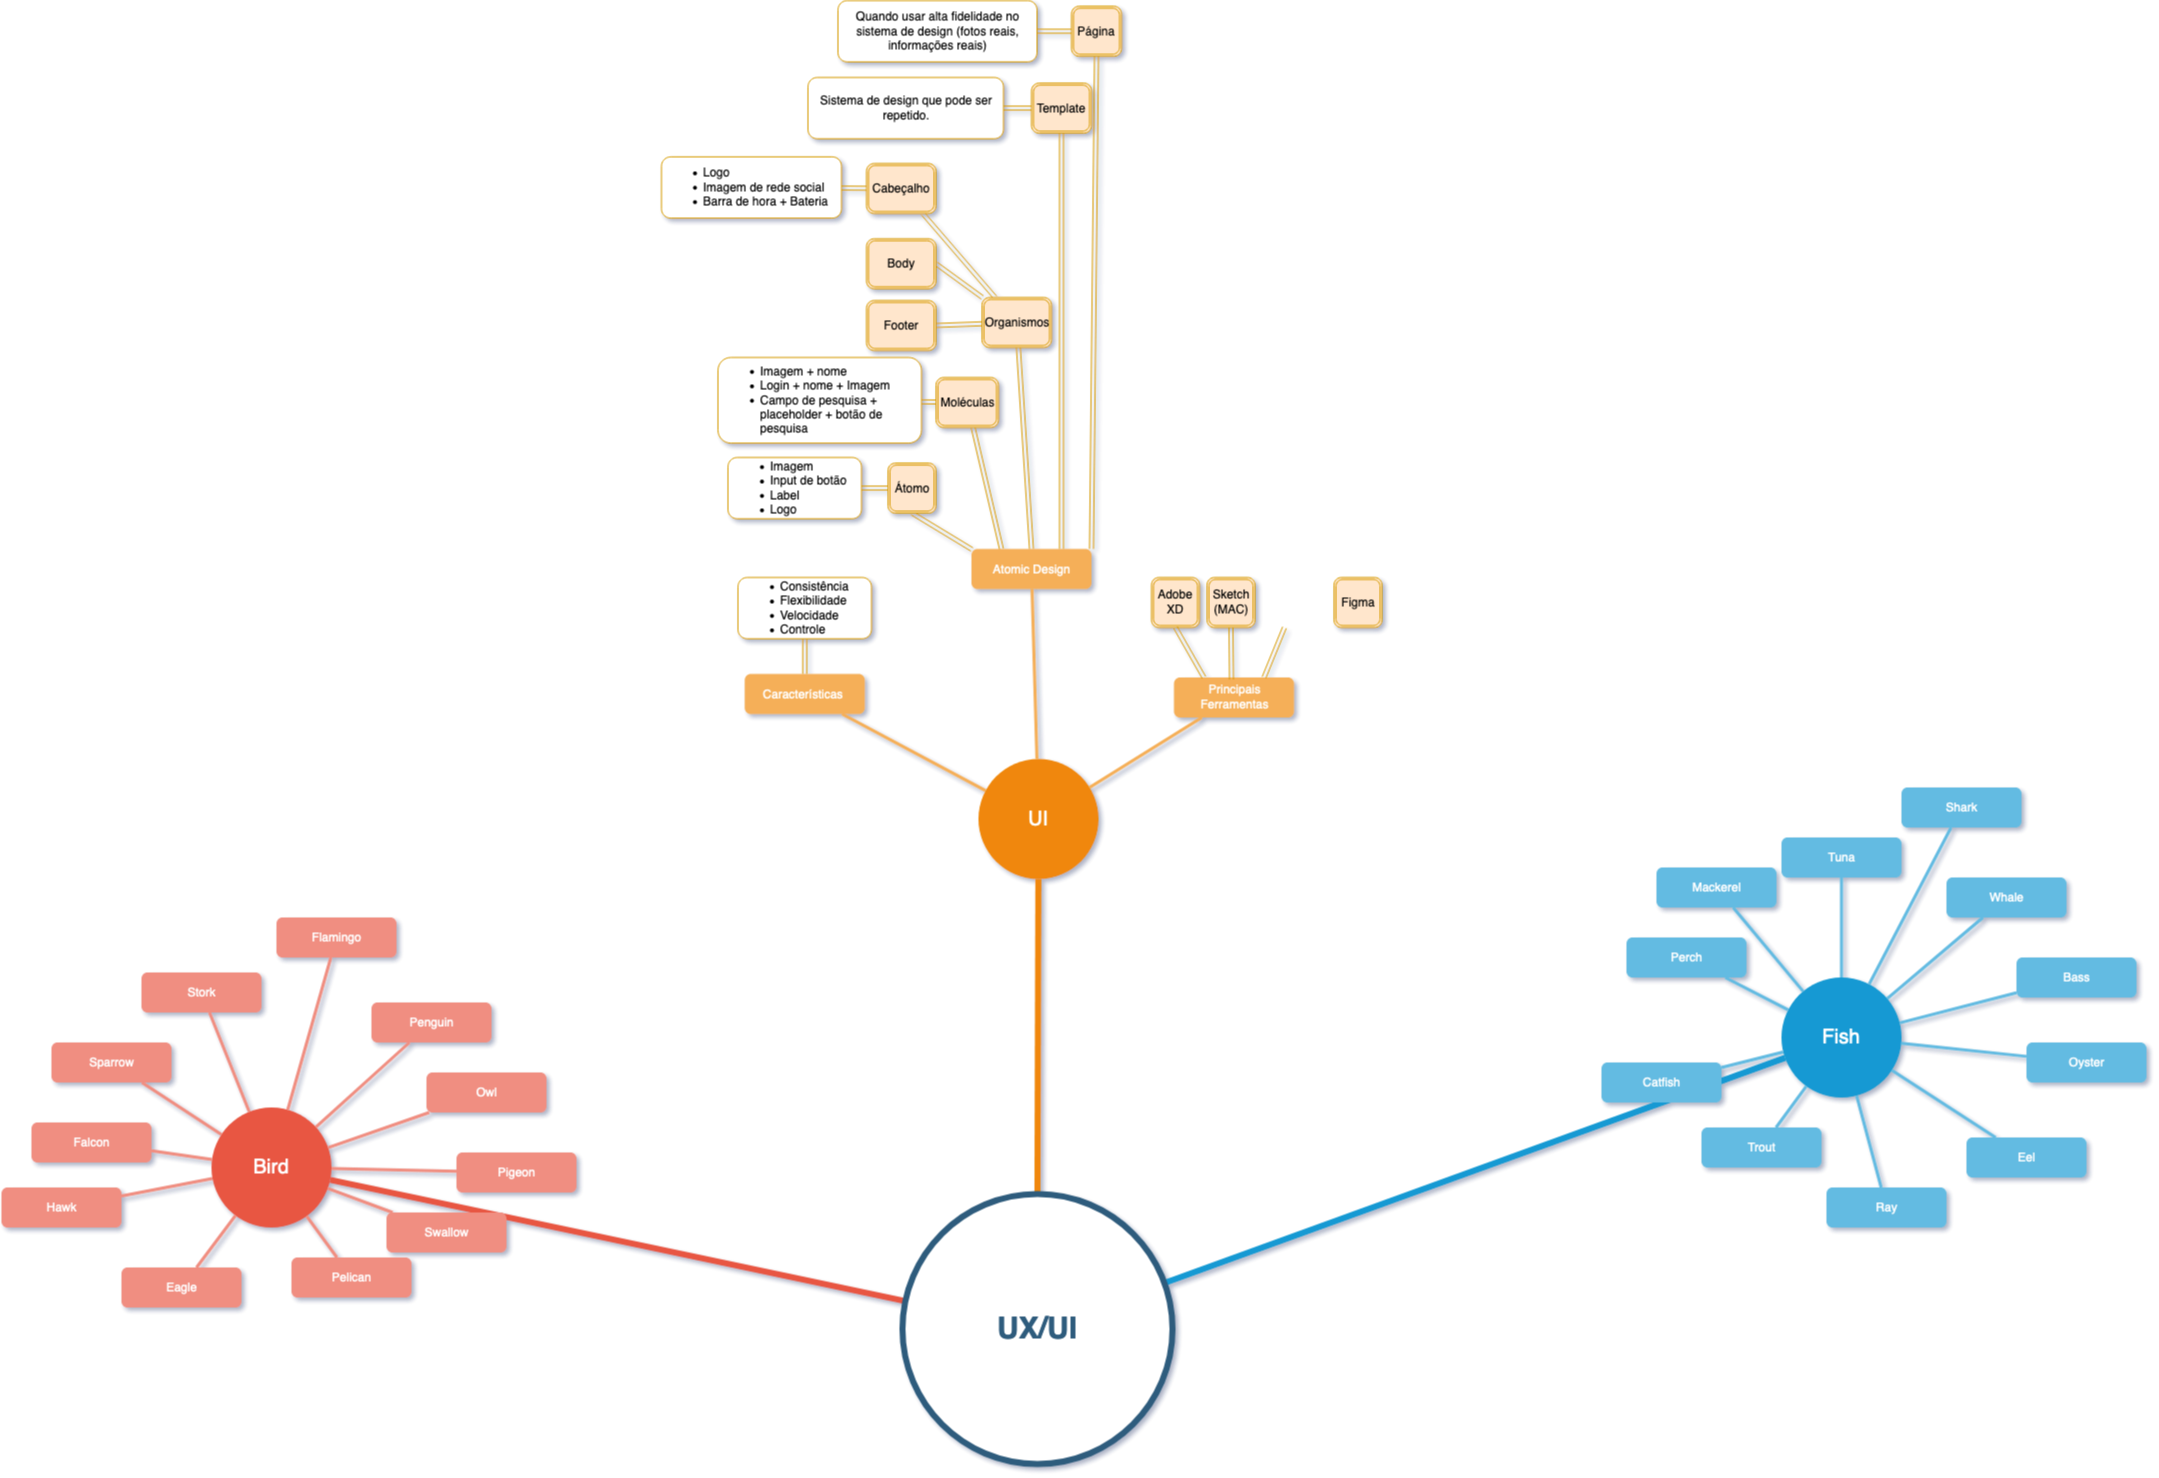 Quando usar alta fidelidade no
sistema de design (fotos reais,
informações reais)
Página
Sistema de design que pode ser
repetido.
Template
• Logo
• Imagem de rede social
• Barra de hora + Bateria
Cabeçalho
Body
Footer
Organismos
• Imagem + nome
• Login + nome + Imagem
• Campo de pesquisa +
placeholder + botão de
pesquisa
Moléculas
• Imagem
• Input de botão
• Label
• Logo
Átomo
Atomic Design
• Consistência
• Flexibilidade
• Velocidade
• Controle
Características
Adobe
XD
Sketch
(MAC)
Figma
Principais
Ferramentas
UI
Flamingo
Stork
Penguin
Sparrow
Owl
Falcon
Bird
Pigeon
Hawk
Swallow
Eagle
Pelican
Shark
Tuna
Mackerel
Whale
Perch
Bass
Fish
Oyster
Catfish
Trout
Eel
Ray
UX/UI